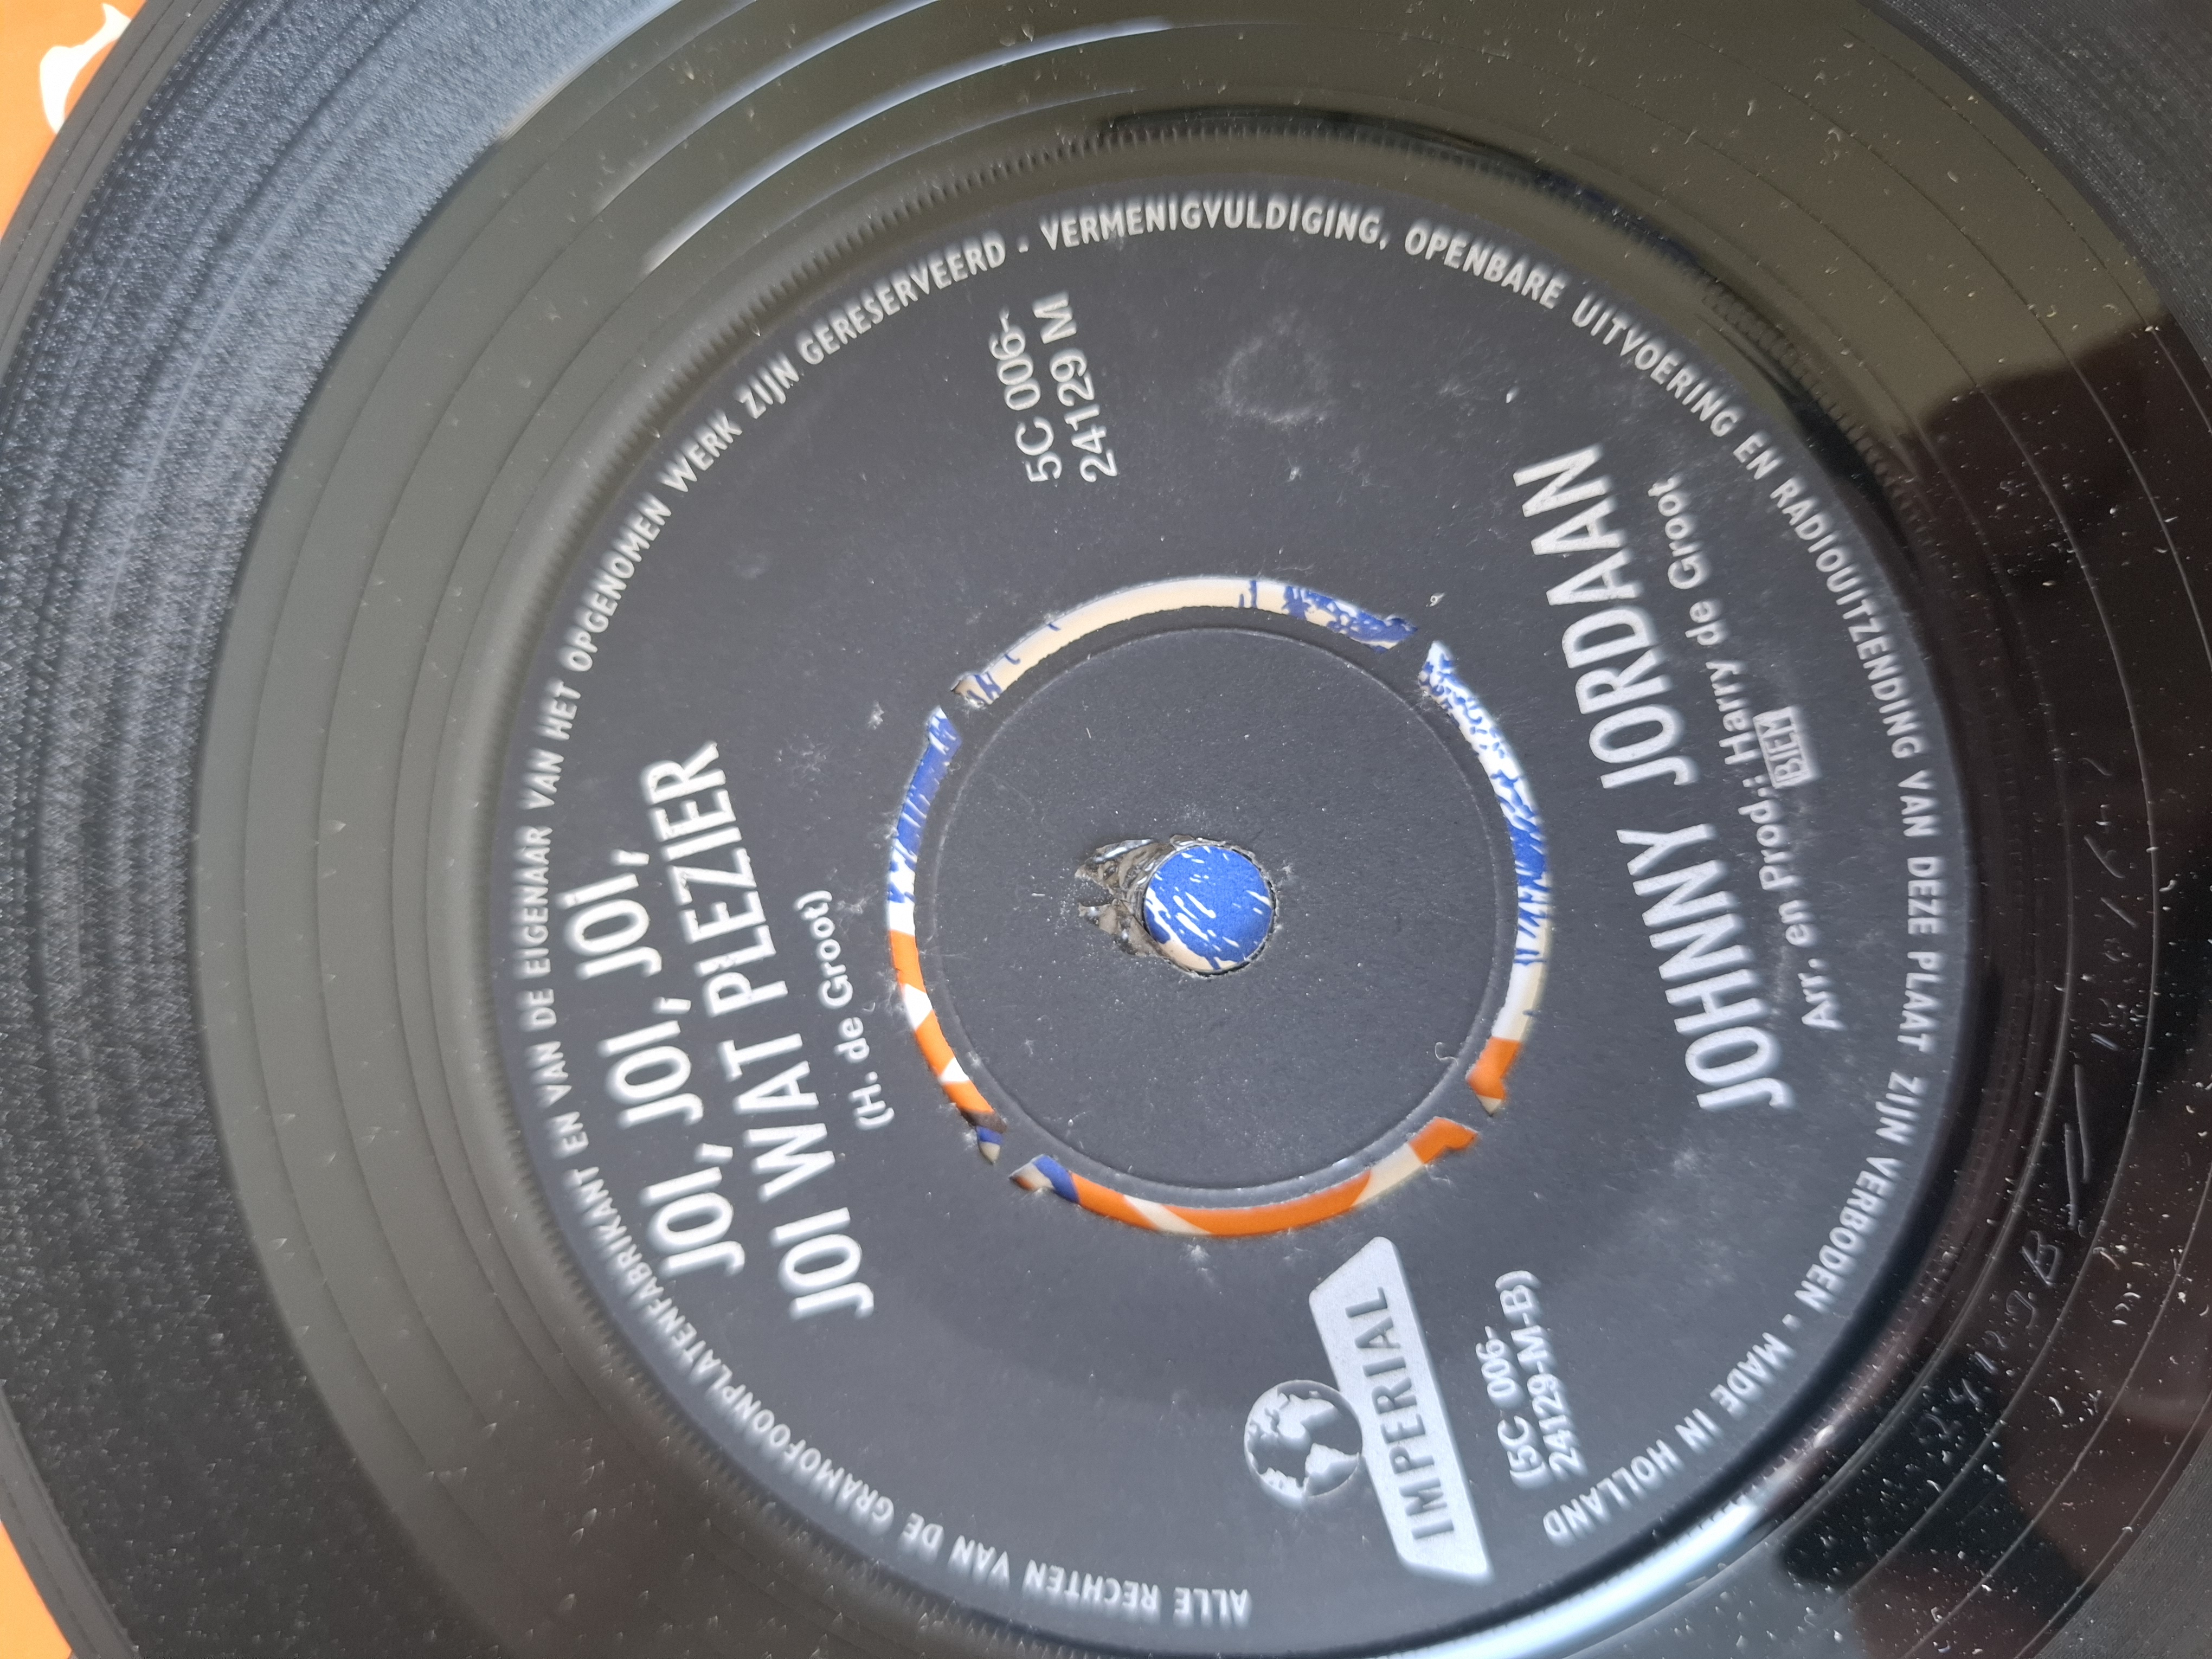 ALLE RECHTEN VAN DE GRAMOFOONPLATENFABRIKANT EN VAN DE EIGENAAR VAN HET OPGENOMEN WERK ZIJN GERESERVEERD - VERMENIGVULDIGING, OPENBARE UITVOERING EN RADIOUITZENDING VAN DEZE PLAAT ZIJN VERBODEN - MADE IN HOLLAND
JOI, JOI, JOI, JOI,
JOI WAT PLEZIER
(H. de Groot)
5C 006-
24129 M
IMPERIAL
(5C 006-
24129-M-B)
JOHNNY JORDAAN
Arr. en Prod.: Harry de Groot
BIEM